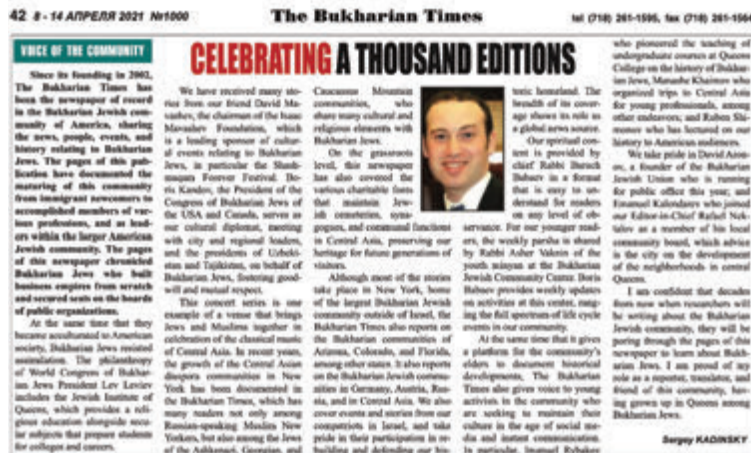 42 8 - 14 АПРЕЛЯ 2021 №1000
The Bukharian Times
tel (718) 261-1595, fax (718) 261-1564
VOICE OF THE COMMUNITY
CELEBRATING A THOUSAND EDITIONS
Since its founding in 2002,
The Bukharian Times has
been the newspaper of record
in the Bukharian Jewish com-
munity of America, sharing
the news, people, events, and
history relating to Bukharian
Jews. The pages of this pub-
lication have documented the
maturing of this community
from immigrant newcomers to
accomplished members of var-
ious professions, and as lead-
ers within the larger American
Jewish community. The pages
of this newspaper chronicled
Bukharian Jews who built
business empires from scratch
and secured seats on the boards
of public organizations.
At the same time that they
became acculturated to American
society, Bukharian Jews resisted
assimilation. The philanthropy
of World Congress of Bukhar-
ian Jews President Lev Leviev
includes the Jewish Institute of
Queens, which provides a reli-
gious education alongside secu-
lar subjects that prepare students
for colleges and careers.
We have received many sto-
ries from our friend David Ma-
vashev, the chairman of the Isaac
Mavashev Foundation, which
is a leading sponsor of cultur-
al events relating to Bukharian
Jews, in particular the Shash-
maqam Forever Festival. Bo-
ris Kandov, the President of the
Congress of Bukharian Jews of
the USA and Canada, serves as
our cultural diplomat, meeting
with city and regional leaders,
and the presidents of Uzbeki-
stan and Tajikistan, on behalf of
Bukharian Jews, fostering good-
will and mutual respect.
This concert series is one
example of a venue that brings
Jews and Muslims together in
celebration of the classical music
of Central Asia. In recent years,
the growth of the Central Asian
diaspora communities in New
York has been documented in
the Bukharian Times, which has
many readers not only among
Russian-speaking Muslim New
Yorkers, but also among the Jews
of the Ashkenazi, Georgian, and
Caucasus Mountain
communities, who
share many cultural and
religious elements with
Bukharian Jews.
On the grassroots
level, this newspaper
has also covered the
various charitable funds
that maintain Jew-
ish cemeteries, syna-
gogues, and communal functions
in Central Asia, preserving our
heritage for future generations of
visitors.
Although most of the stories
take place in New York, home
of the largest Bukharian Jewish
community outside of Israel, the
Bukharian Times also reports on
the Bukharian communities of
Arizona, Colorado, and Florida,
among other states. It also reports
on the Bukharian Jewish commu-
nities in Germany, Austria, Rus-
sia, and in Central Asia. We also
cover events and stories from our
compatriots in Israel, and take
pride in their participation in re-
building and defending our his-
toric homeland. The
breadth of its cover-
age shows its role as
a global news source.
Our spiritual con-
tent is provided by
chief Rabbi Baruch
Babaev in a format
that is easy to un-
derstand for readers
on any level of ob-
servance. For our younger read-
ers, the weekly parsha is shared
by Rabbi Asher Vaknin of the
youth minyan at the Bukharian
Jewish Community Center. Boris
Babaev provides weekly updates
on activities at this center, rang-
ing the full spectrum of life cycle
events in our community.
At the same time that it gives
a platform for the community's
elders to document historical
developments, The Bukharian
Times also gives voice to young
activists in the community who
are seeking to maintain their
culture in the age of social me-
dia and instant communication.
In particular, Imanuel Rybakov
who pioneered the teaching of
undergraduate courses at Queens
College on the history of Bukhar-
ian Jews, Manashe Khaimov who
organized trips to Central Asia
for young professionals, among
other endeavors; and Ruben Shi-
monov who has lectured on our
history to American audiences.
We take pride in David Aron-
ov, a founder of the Bukharian
Jewish Union who is running
for public office this year, and
Emanuel Kalendarev who joined
our Editor-in-Chief Rafael Nek-
talov as a member of his local
community board, which advis-
es the city on the development
of the neighborhoods in central
Queens.
I am confident that decades
from now when researchers will
be writing about the Bukharian
Jewish community, they will be
poring through the pages of this
newspaper to learn about Bukh-
arian Jews. I am proud of my
role as a reporter, translator, and
friend of this community, hav-
ing grown up in Queens among
Bukharian Jews.
Sergey KADINSKY